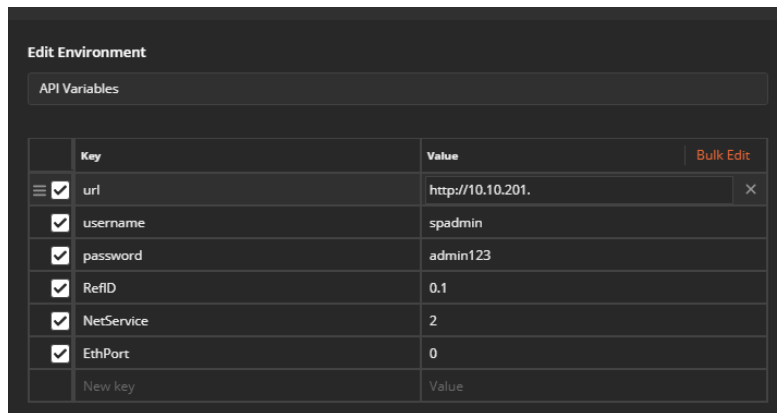 Edit Environment
API Variables
Key Value Bulk Edit
url http://10.10.201.
username spadmin
password admin123
RefID 0.1
NetService 2
EthPort 0
New key Value